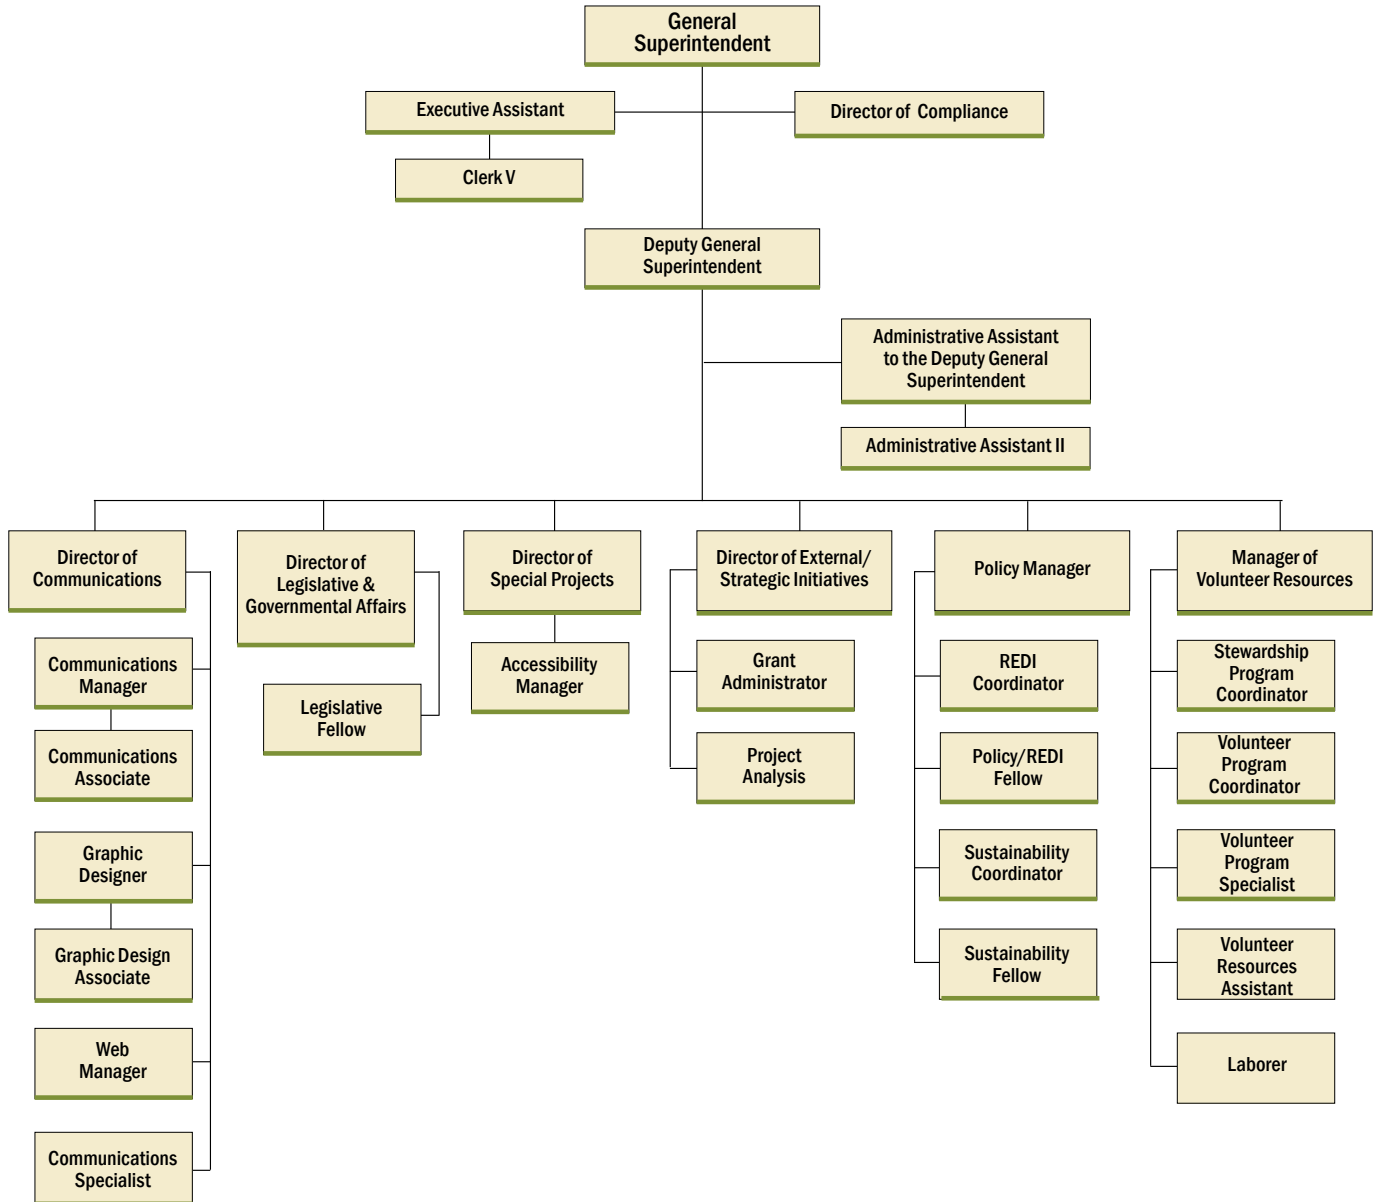 General
Superintendent
Executive Assistant
Director of Compliance
Clerk V
Deputy General
Superintendent
Administrative Assistant
to the Deputy General
Superintendent
Administrative Assistant II
Director of
Communications
Communications
Manager
Communications
Associate
Graphic
Designer
Graphic Design
Associate
Web
Manager
Communications
Specialist
Director of
Legislative &
Governmental Affairs
Legislative
Fellow
Director of
Special Projects
Accessibility
Manager
Director of External/
Strategic Initiatives
Grant
Administrator
Project
Analysis
Policy Manager
REDI
Coordinator
Policy/REDI
Fellow
Sustainability
Coordinator
Sustainability
Fellow
Manager of
Volunteer Resources
Stewardship
Program
Coordinator
Volunteer
Program
Coordinator
Volunteer
Program
Specialist
Volunteer
Resources
Assistant
Laborer